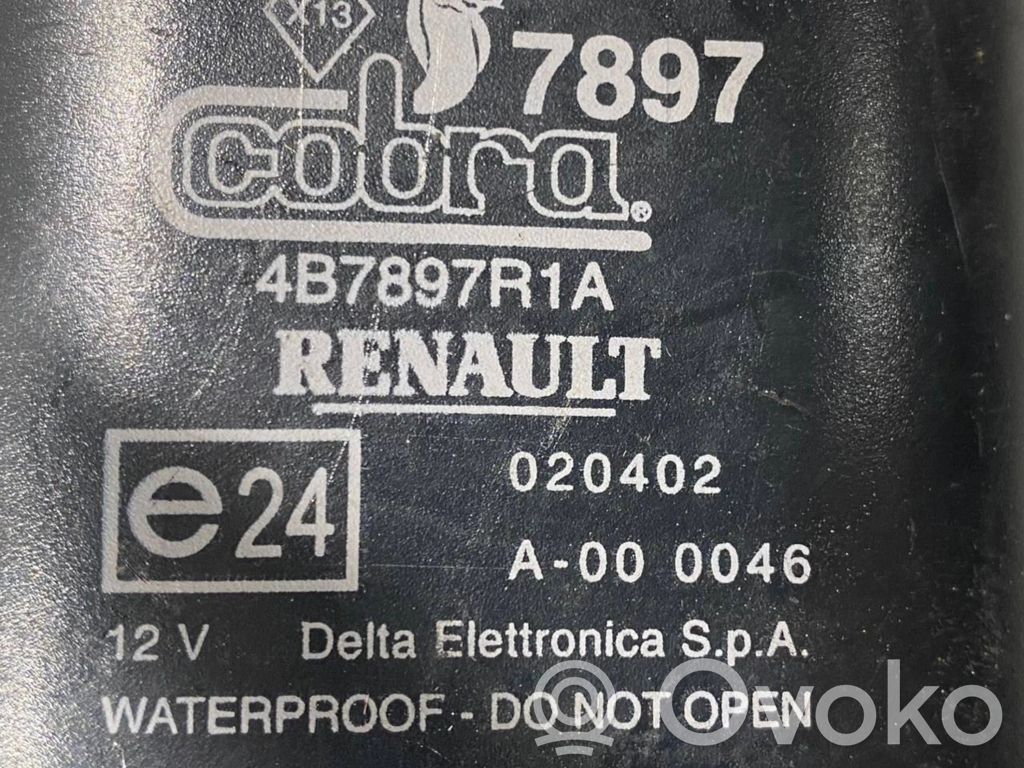 X13
7897
cobra®
4B7897R1A
RENAULT
e24
020402
A-00 0046
12 V Delta Elettronica S.p.A.
WATERPROOF - DO NOT OPEN
Ovoko